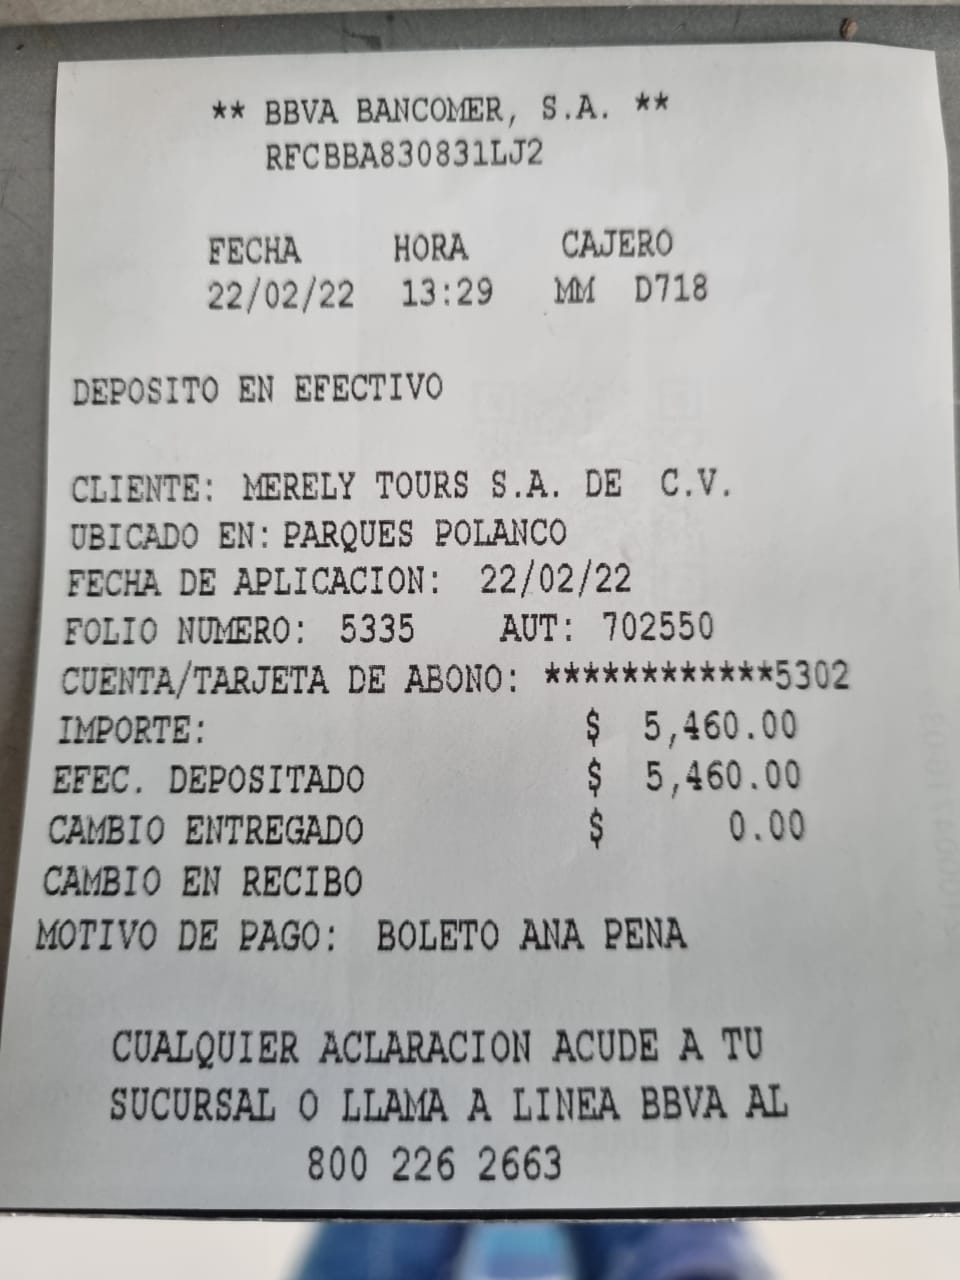 ** BBVA BANCOMER, S.A. **
RFCBBA830831LJ2
FECHA HORA CAJERO
22/02/22 13:29 MM D718
DEPOSITO EN EFECTIVO
CLIENTE: MERELY TOURS S.A. DE C.V.
UBICADO EN: PARQUES POLANCO
FECHA DE APLICACION: 22/02/22
FOLIO NUMERO: 5335 AUT: 702550
CUENTA/TARJETA DE ABONO: ************5302
IMPORTE: $ 5,460.00
EFEC. DEPOSITADO $ 5,460.00
CAMBIO ENTREGADO $ 0.00
CAMBIO EN RECIBO
MOTIVO DE PAGO: BOLETO ANA PENA
CUALQUIER ACLARACION ACUDE A TU
SUCURSAL O LLAMA A LINEA BBVA AL
800 226 2663